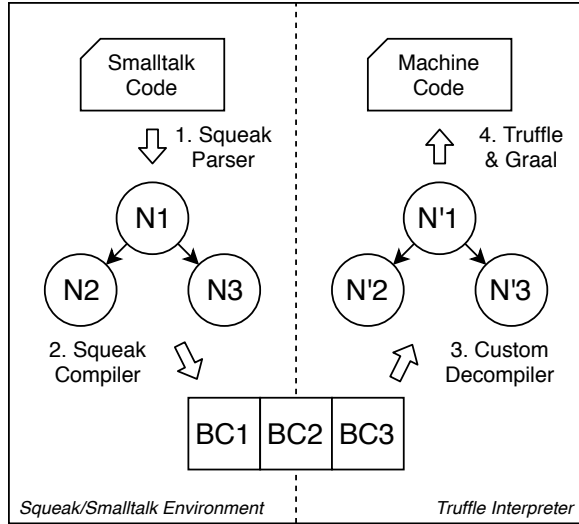 Smalltalk
Code
1. Squeak
Parser
N1
N2
N3
2. Squeak
Compiler
BC1
BC2
BC3
3. Custom
Decompiler
N'1
N'2
N'3
4. Truffle
& Graal
Machine
Code
Squeak/Smalltalk Environment
Truffle Interpreter